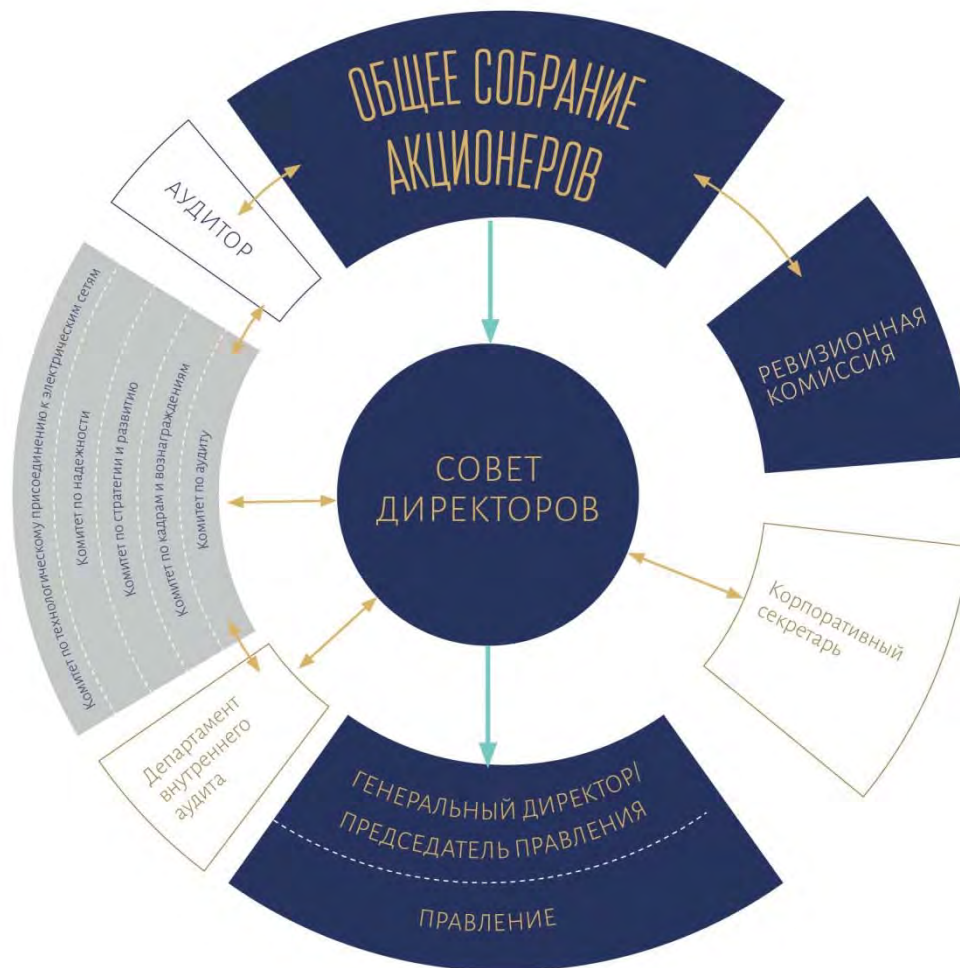 ОБЩЕЕ СОБРАНИЕ
АКЦИОНЕРОВ
АУДИТОР
РЕВИЗИОННАЯ
КОМИССИЯ
Комитет по технологическому присоединению к электрическим сетям
Комитет по надежности
Комитет по стратегии и развитию
Комитет по кадрам и вознаграждениям
Комитет по аудиту
СОВЕТ
ДИРЕКТОРОВ
Корпоративный
секретарь
Департамент
внутреннего
аудита
ГЕНЕРАЛЬНЫЙ ДИРЕКТОР/
ПРЕДСЕДАТЕЛЬ ПРАВЛЕНИЯ
ПРАВЛЕНИЕ